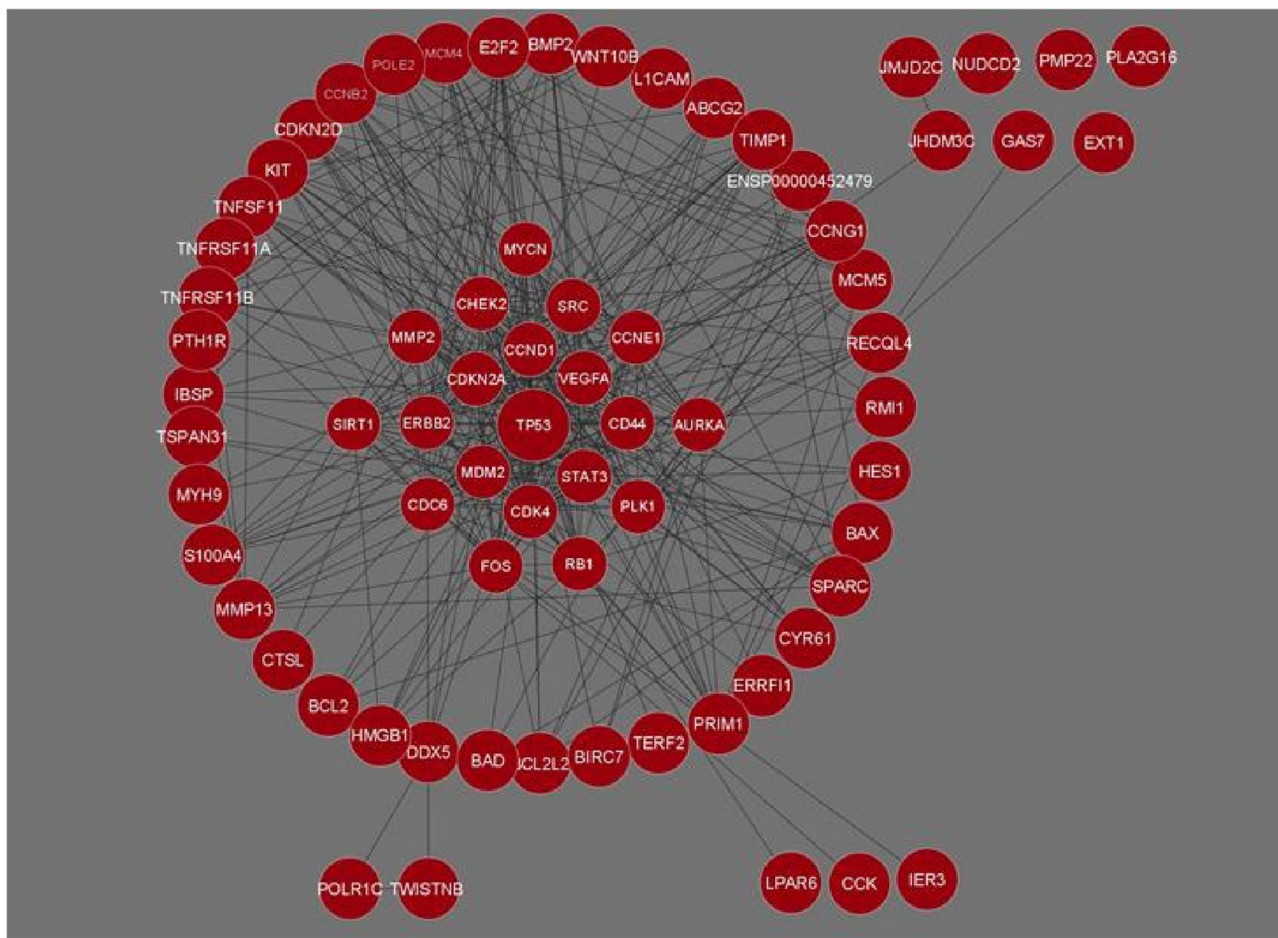 POLE2
MCM4
E2F2
BMP2
WNT10B
L1CAM
ABCG2
TIMP1
ENSP00000452479
CCNG1
MCM5
RECQL4
RMI1
HES1
BAX
SPARC
CYR61
ERRFI1
PRIM1
TERF2
BIRC7
BAD
DDX5
HMGB1
BCL2
CTSL
MMP13
S100A4
MYH9
TSPAN31
IBSP
PTH1R
TNFRSF11B
TNFRSF11A
TNFSF11
KIT
CDKN2D
CCNB2
JMJD2C
NUDCD2
PMP22
PLA2G16
JHDM3C
GAS7
EXT1
MYCN
CHEK2
SRC
MMP2
CCND1
CCNE1
CDKN2A
VEGFA
SIRT1
ERBB2
TP53
CD44
AURKA
MDM2
STAT3
CDC6
CDK4
PLK1
FOS
RB1
POLR1C
TWISTNB
LPAR6
CCK
IER3